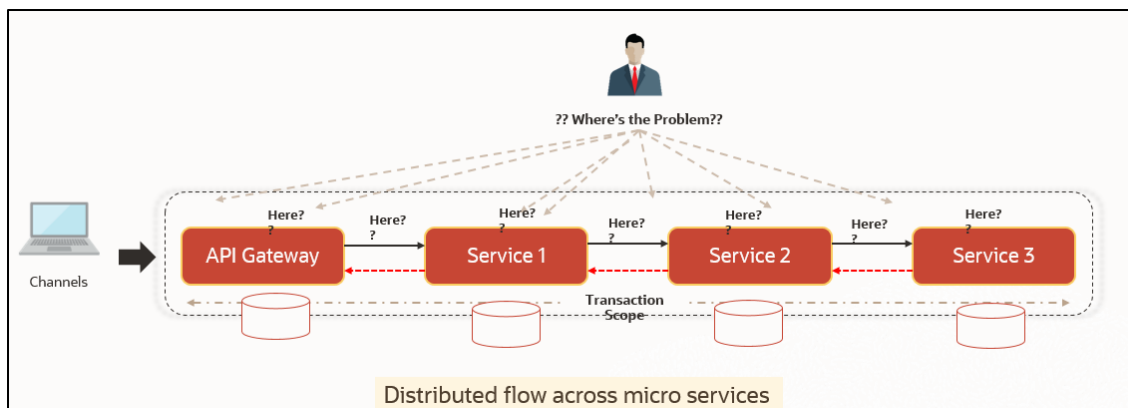 ?? Where's the Problem??
Here?
?
Here?
?
Here?
?
Here?
?
Here?
?
Here?
?
Here?
?
API Gateway
Service 1
Service 2
Service 3
Channels
Transaction
Scope
Distributed flow across micro services